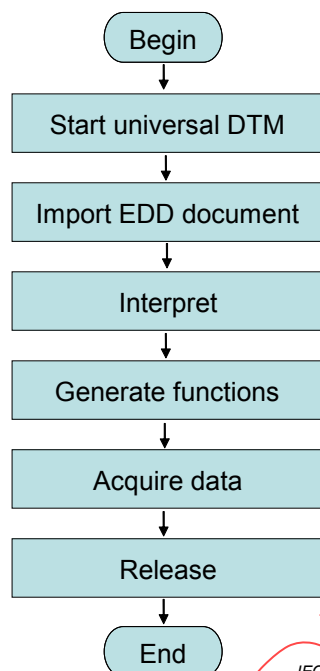 Begin
Start universal DTM
Import EDD document
Interpret
Generate functions
Acquire data
Release
End